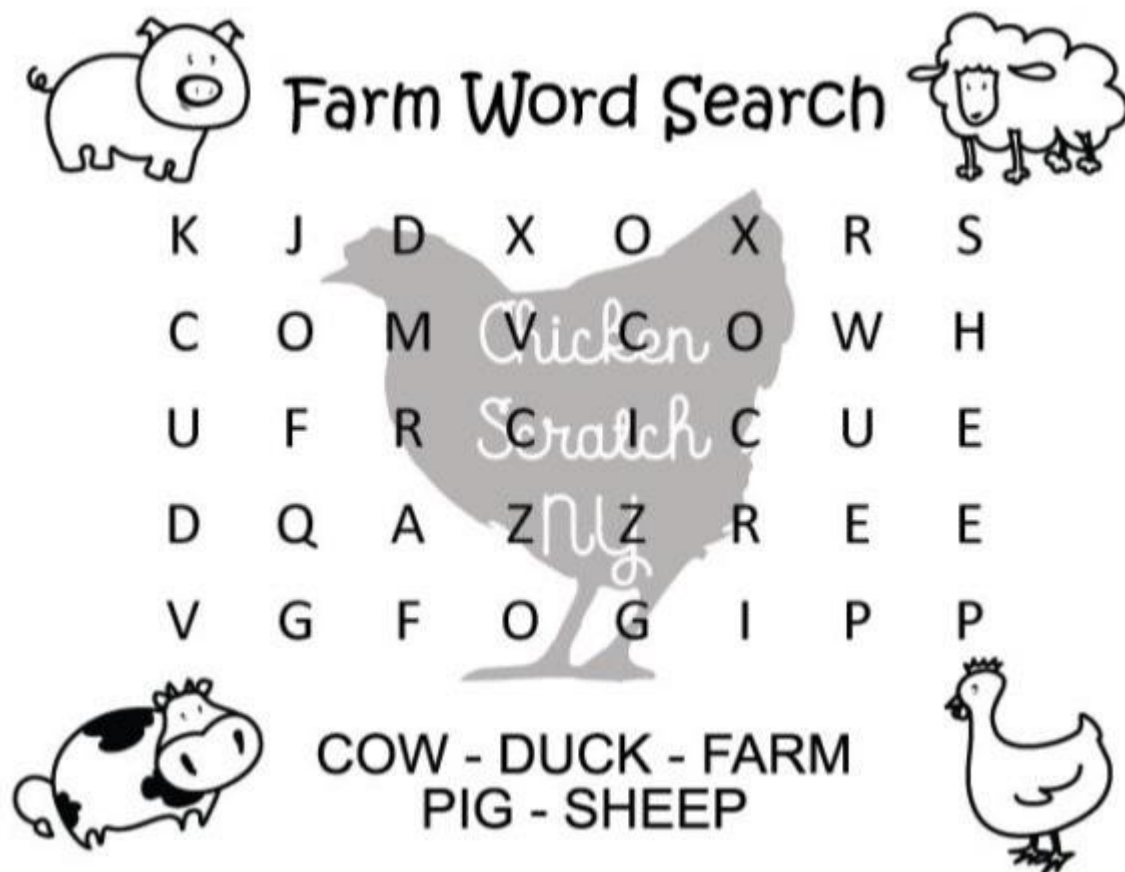 Farm Word Search
K J D X O X R S
C O M V C O W H
U F R C I C U E
D Q A Z Z R E E
V G F O G I P P
Chicken
Scratch
NY
COW - DUCK - FARM
PIG - SHEEP